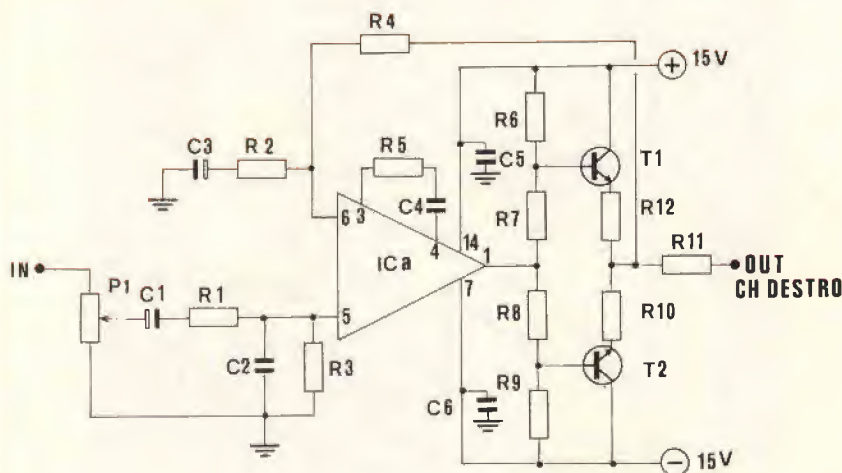 R4
+ 15V
R6
C3 R2 R5 C5 T1
C4 R7 R12
6 3 4 14 1
ICa R11
IN P1 C1 R1 5 7 OUT
CH DESTRO
R8 R10
C2 R3 T2
C6 R9
− 15V